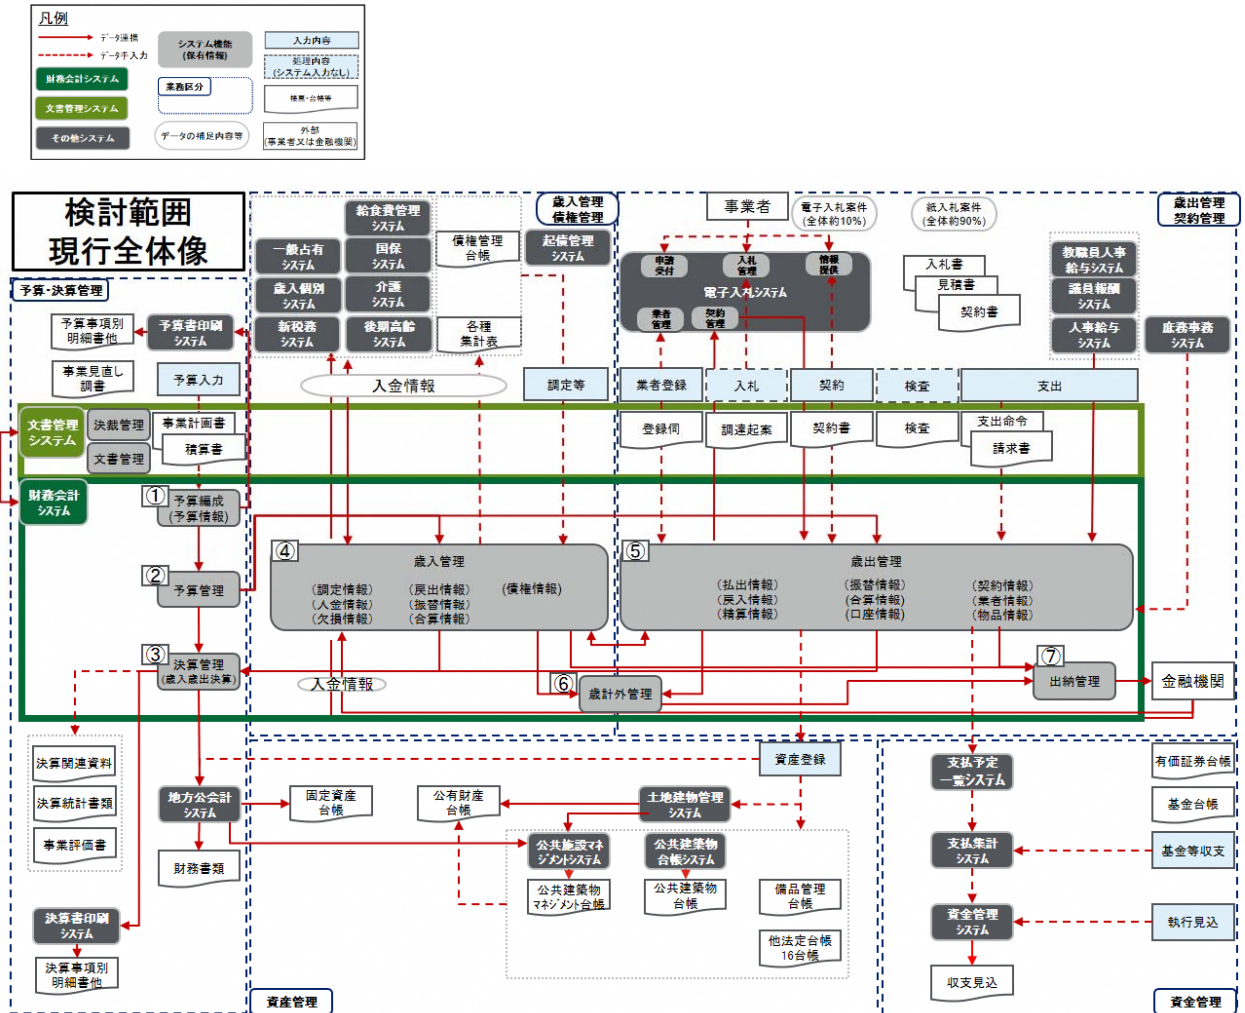 凡例
データ連携
データ手入力
財務会計システム
文書管理システム
その他システム
システム機能
(保有情報)
業務区分
データの補足内容等
入力内容
処理内容
(システム入力なし)
帳票・台帳等
外部
(事業者又は金融機関)
検討範囲
現行全体像
予算・決算管理
歳入管理
債権管理
歳出管理
契約管理
給食費管理
システム
一般占有
システム
国保
システム
歳入個別
システム
介護
システム
新税務
システム
後期高齢
システム
債権管理
台帳
各種
集計表
起債管理
システム
事業者
電子入札案件
(全体約10%)
紙入札案件
(全体約90%)
申請
受付
入札
管理
情報
提供
電子入札システム
業者
管理
契約
管理
入札書
見積書
契約書
教職員人事
給与システム
議員報酬
システム
人事給与
システム
庶務事務
システム
予算事項別
明細書他
予算書印刷
システム
事業見直し
調書
予算入力
入金情報
調定等
業者登録
入札
契約
検査
支出
文書管理
システム
決裁管理
文書管理
事業計画書
積算書
登録伺
調達起案
契約書
検査
支出命令
請求書
財務会計
システム
①
予算編成
(予算情報)
②
予算管理
③
決算管理
(歳入歳出決算)
④
歳入管理
(調定情報)
(入金情報)
(欠損情報)
(戻出情報)
(振替情報)
(合算情報)
(債権情報)
⑤
歳出管理
(払出情報)
(戻入情報)
(精算情報)
(振替情報)
(合算情報)
(口座情報)
(契約情報)
(業者情報)
(物品情報)
入金情報
⑥
歳計外管理
⑦
出納管理
金融機関
決算関連資料
決算統計書類
事業評価書
地方公会計
システム
固定資産
台帳
公有財産
台帳
土地建物管理
システム
資産登録
財務書類
公共施設マネ
ジメントシステム
公共建築物
台帳システム
公共建築物
マネジメント台帳
公共建築物
台帳
備品管理
台帳
他法定台帳
16台帳
決算書印刷
システム
決算事項別
明細書他
支払予定
一覧システム
支払集計
システム
資金管理
システム
収支見込
有価証券台帳
基金台帳
基金等収支
執行見込
資産管理
資金管理